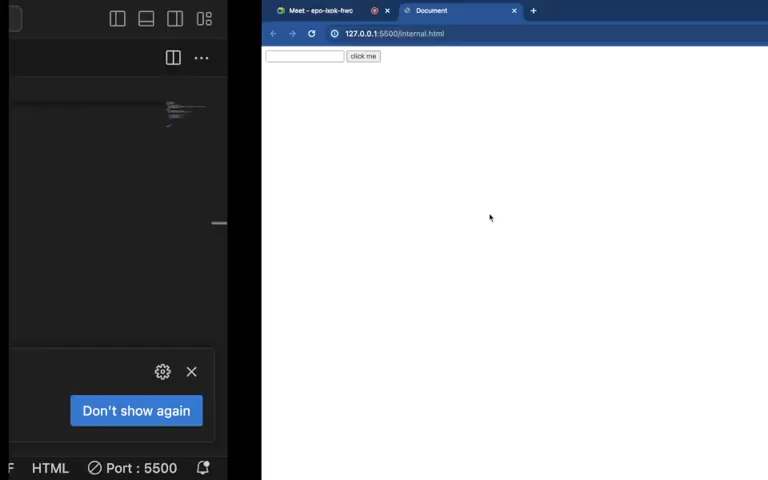 Meet - epo-ixok-hwc
Document
127.0.0.1:5500/internal.html
click me
Don't show again
F HTML Port : 5500